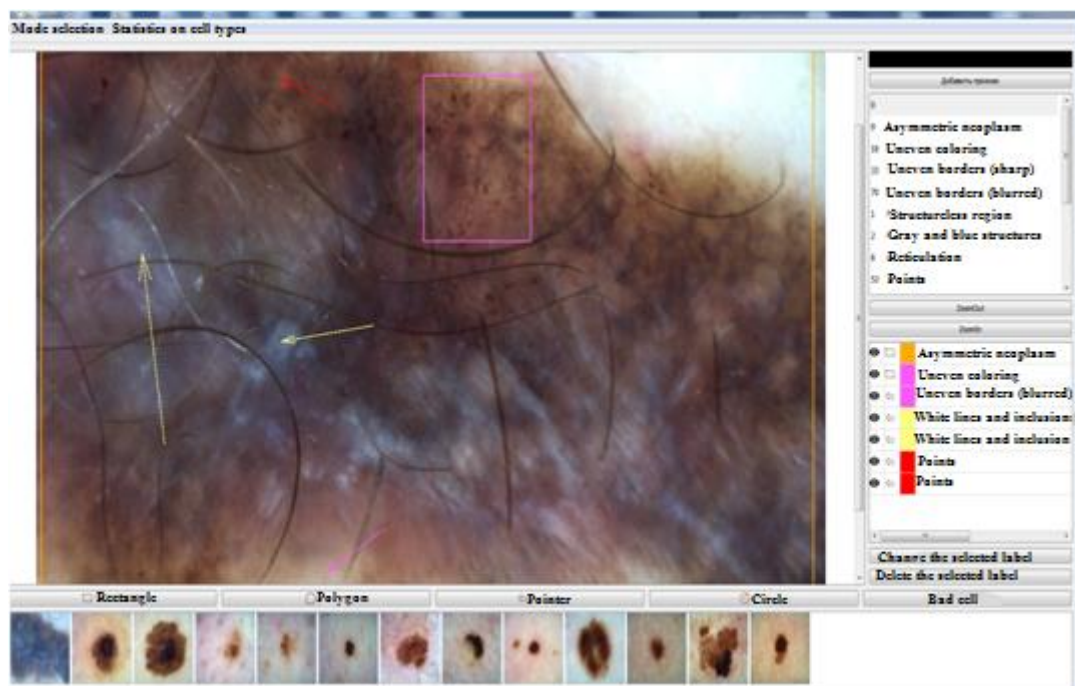 Mode selection Statistics on cell types
Asymmetric neoplasm
Uneven coloring
Uneven borders (sharp)
Uneven borders (blurred)
Structureless region
Gray and blue structures
Reticulation
Points
Asymmetric neoplasm
Uneven coloring
Uneven borders (blurred)
White lines and inclusion
White lines and inclusion
Points
Points
Change the selected label
Delete the selected label
Rectangle Polygon Pointer Circle Bad cell